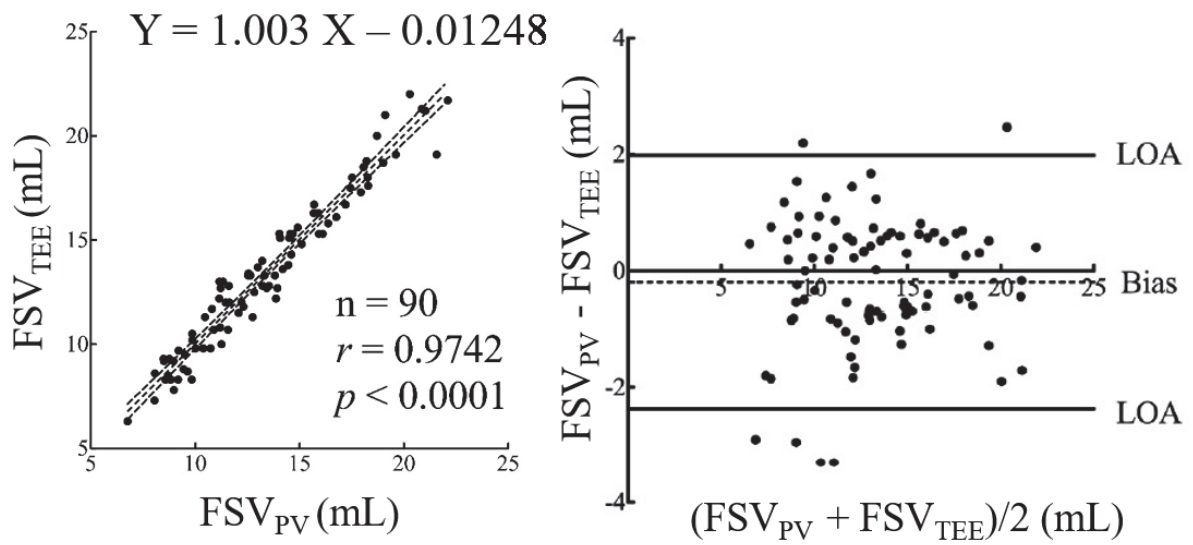 Y = 1.003 X – 0.01248
25
20
15
10
5
5
10
15
20
25
FSV_TEE (mL)
FSV_PV (mL)
n = 90
r = 0.9742
p < 0.0001
4
2
0
-2
-4
5
10
15
20
25
FSV_PV - FSV_TEE (mL)
LOA
Bias
LOA
(FSV_PV + FSV_TEE)/2 (mL)